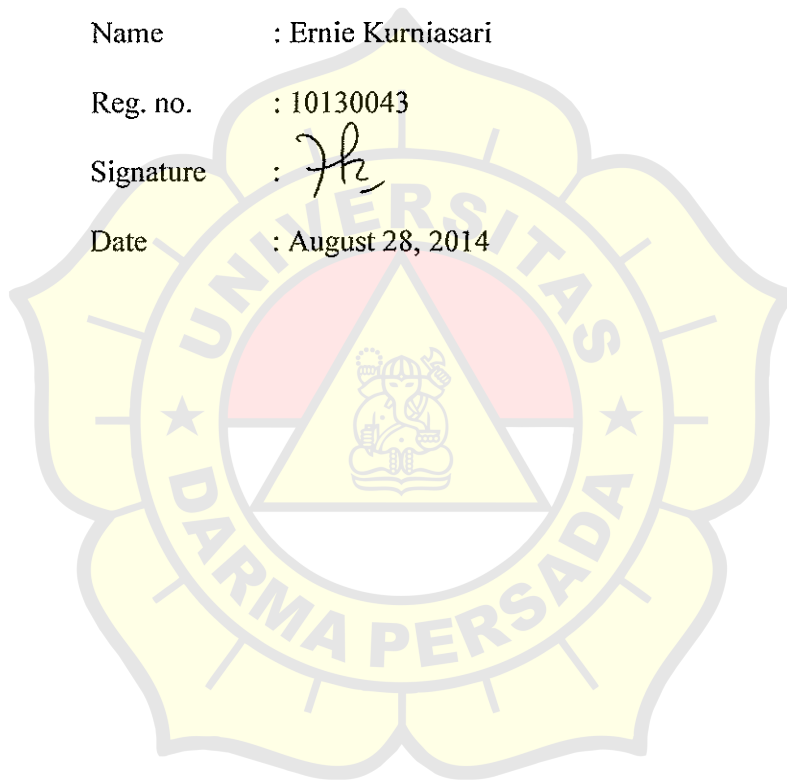 Name : Ernie Kurniasari
Reg. no. : 10130043
Signature :
Date : August 28, 2014
UNIVERSITAS
DARMA PERSADA